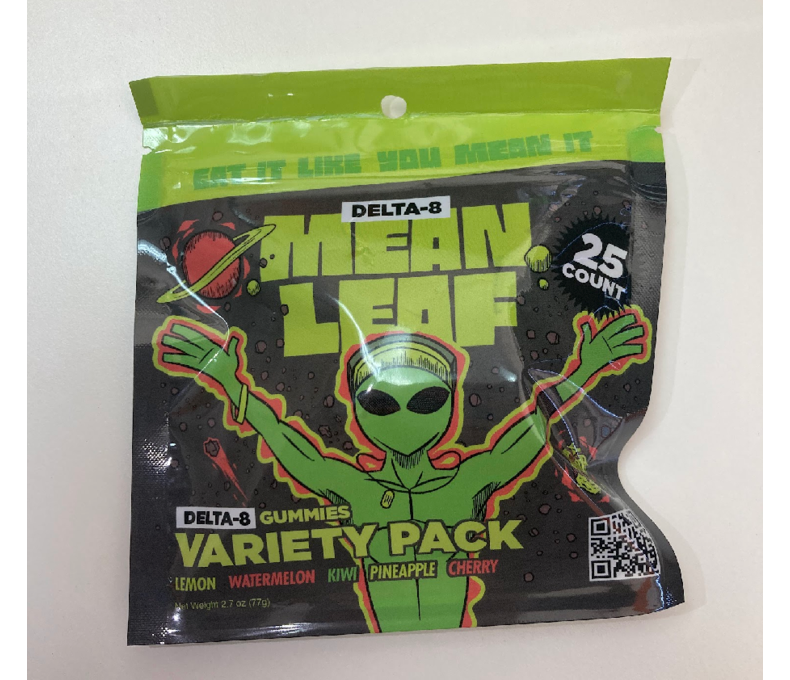 EAT IT LIKE YOU MEAN IT
DELTA-8
MEAN
LEAF
25
COUNT
DELTA-8 GUMMIES
VARIETY PACK
LEMON WATERMELON KIWI PINEAPPLE CHERRY
Net Weight 2.7 oz (77g)